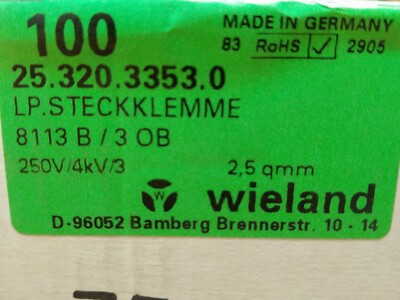 100
MADE IN GERMANY
83 RoHS ✓ 2905
25.320.3353.0
LP.STECKKLEMME
8113 B / 3 OB
250V/4kV/3 2,5 qmm
W wieland
D-96052 Bamberg Brennerstr. 10 - 14